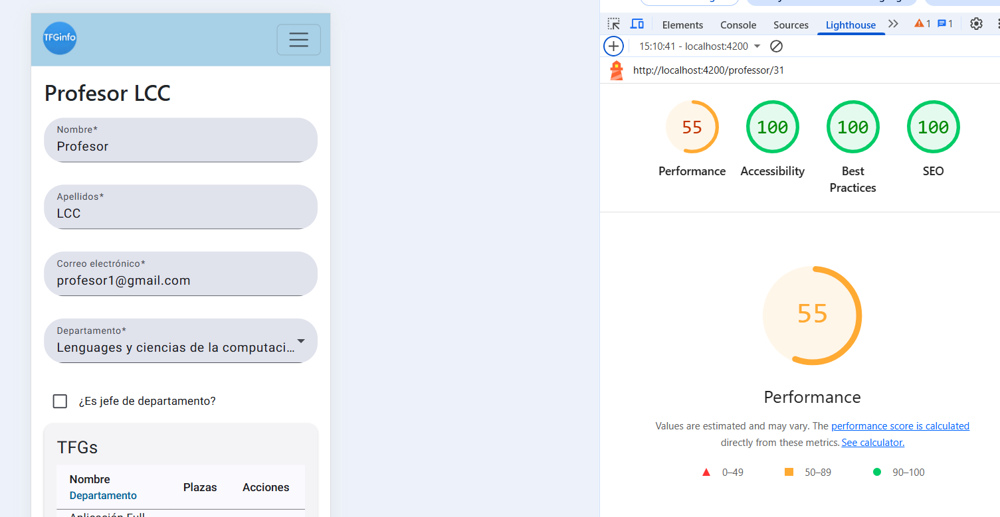 TFGinfo
Profesor LCC
Nombre*
Profesor
Apellidos*
LCC
Correo electrónico*
profesor1@gmail.com
Departamento*
Lenguages y ciencias de la computaci...
¿Es jefe de departamento?
TFGs
Nombre
Departamento
Plazas
Acciones
Aplicación Full
Elements Console Sources Lighthouse 1 1
15:10:41 - localhost:4200
http://localhost:4200/professor/31
55 100 100 100
Performance Accessibility Best Practices SEO
55
Performance
Values are estimated and may vary. The performance score is calculated
directly from these metrics. See calculator.
0–49 50–89 90–100